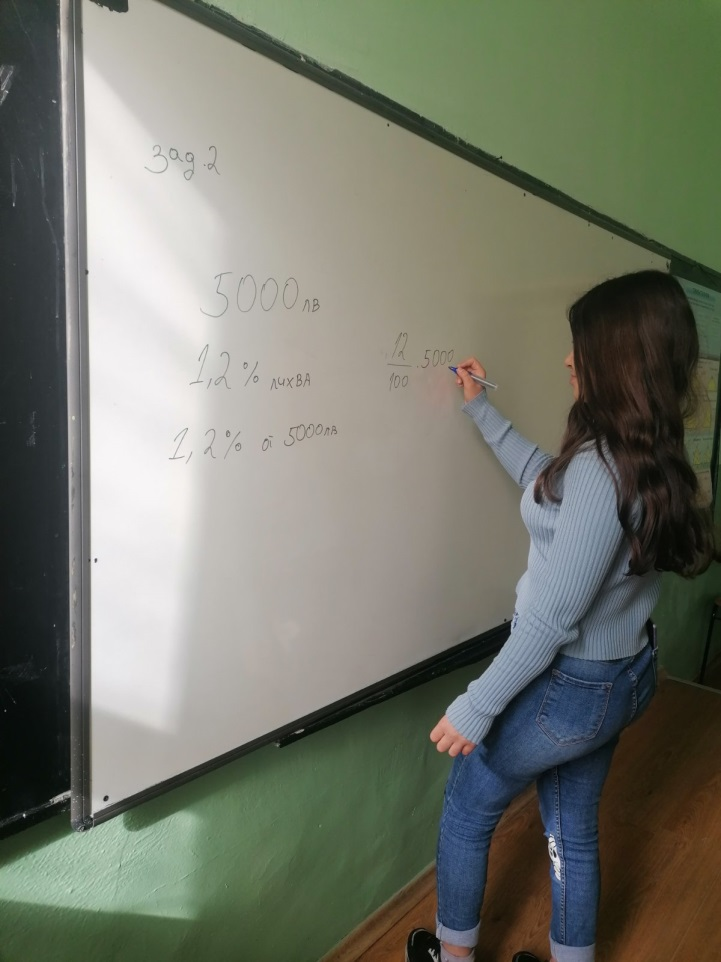 Зад.2
5000лв
1,2% лихва
1,2% от 5000лв
12/100 . 5000